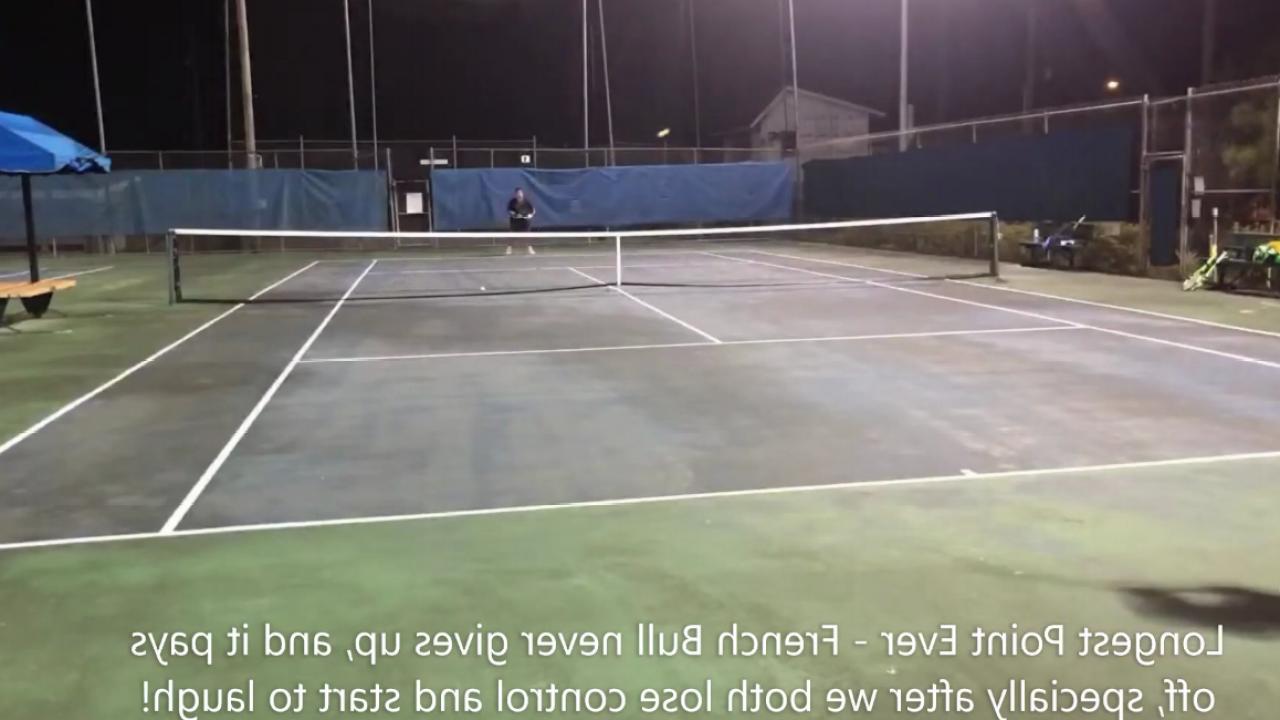 Longest Point Ever - French Bull never gives up, and it pays
off, specially after we both lose control and start to laugh!